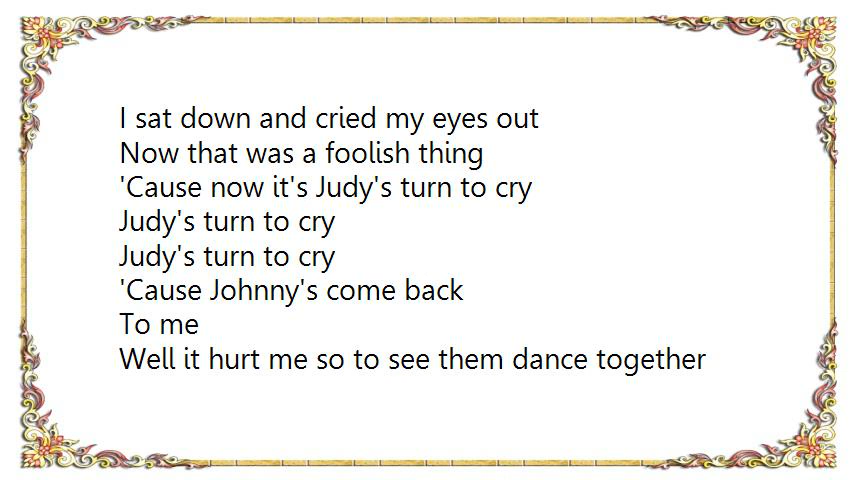 I sat down and cried my eyes out
Now that was a foolish thing
'Cause now it's Judy's turn to cry
Judy's turn to cry
Judy's turn to cry
'Cause Johnny's come back
To me
Well it hurt me so to see them dance together